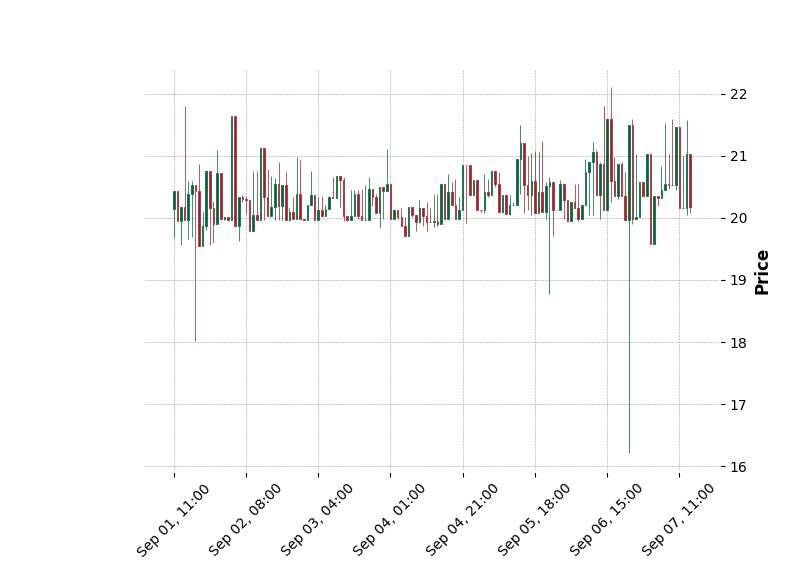 22
21
20
19
18
17
16
Price
Sep 01, 11:00
Sep 02, 08:00
Sep 03, 04:00
Sep 04, 01:00
Sep 04, 21:00
Sep 05, 18:00
Sep 06, 15:00
Sep 07, 11:00